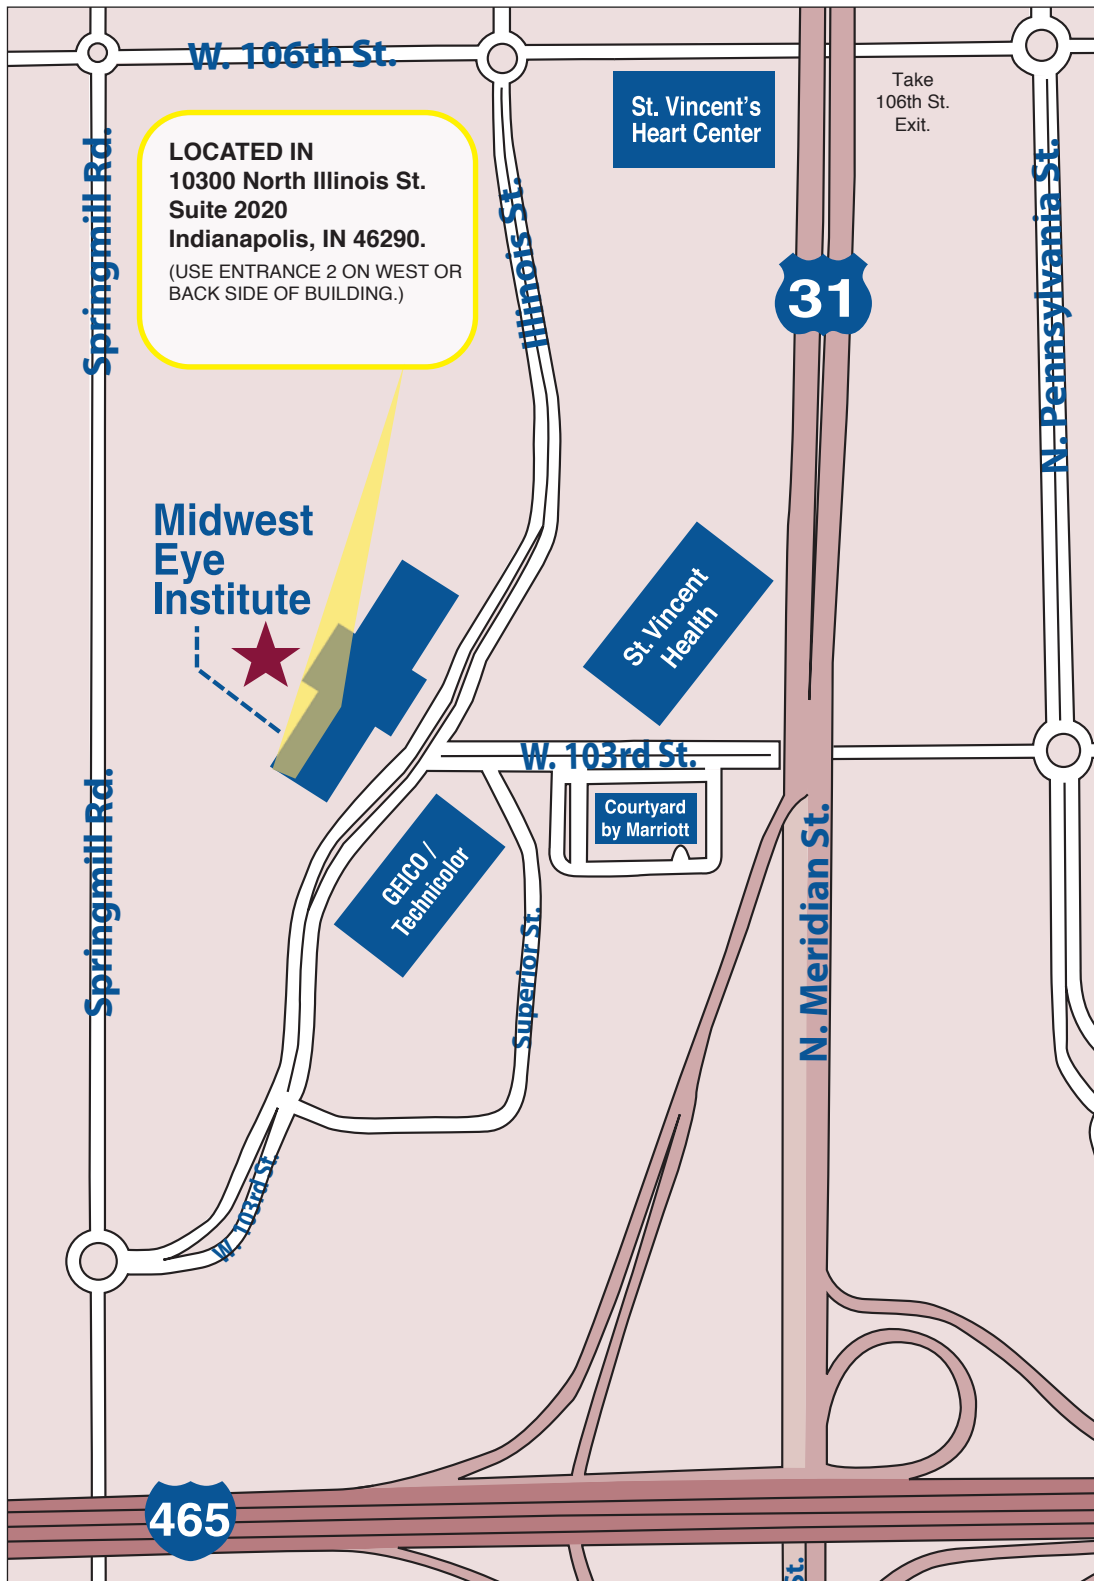 W. 106th St.
Take
106th St.
Exit.
St. Vincent's
Heart Center
LOCATED IN
10300 North Illinois St.
Suite 2020
Indianapolis, IN 46290.
(USE ENTRANCE 2 ON WEST OR
BACK SIDE OF BUILDING.)
Springmill Rd.
Illinois St.
N. Pennsylvania St.
31
Midwest
Eye
Institute
St. Vincent
Health
W. 103rd St.
Courtyard
by Marriott
GEICO /
Technicolor
Springmill Rd.
Superior St.
N. Meridian St.
W. 103rd St.
465
St.